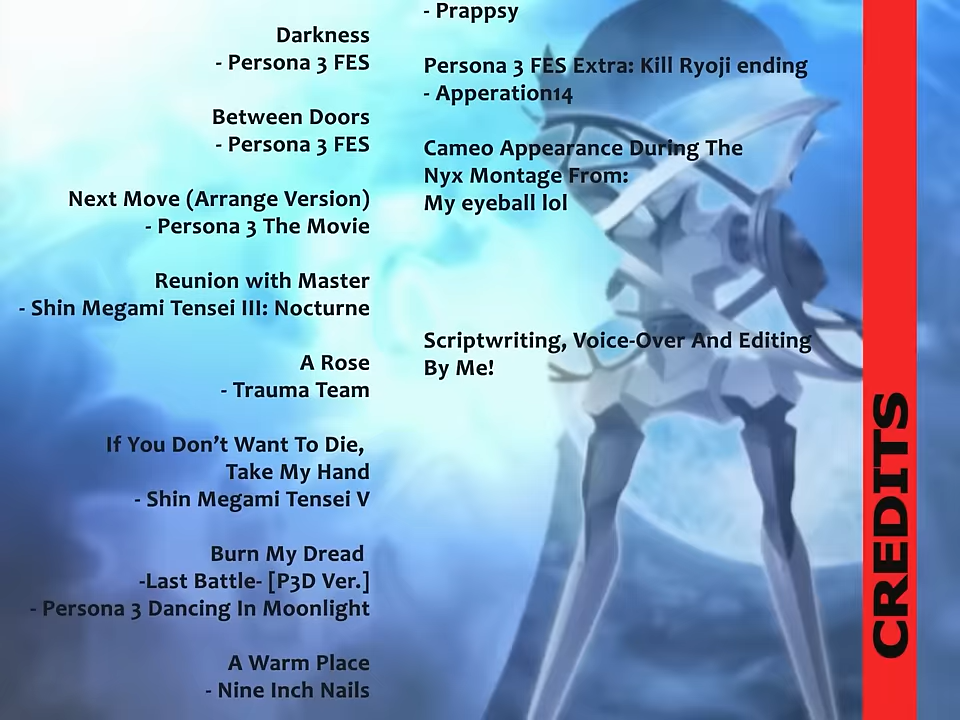 Darkness
- Persona 3 FES
Between Doors
- Persona 3 FES
Next Move (Arrange Version)
- Persona 3 The Movie
Reunion with Master
- Shin Megami Tensei III: Nocturne
A Rose
- Trauma Team
If You Don’t Want To Die,
Take My Hand
- Shin Megami Tensei V
Burn My Dread
-Last Battle- [P3D Ver.]
- Persona 3 Dancing In Moonlight
A Warm Place
- Nine Inch Nails
- Prappsy
Persona 3 FES Extra: Kill Ryoji ending
- Apperation14
Cameo Appearance During The
Nyx Montage From:
My eyeball lol
Scriptwriting, Voice-Over And Editing
By Me!
CREDITS